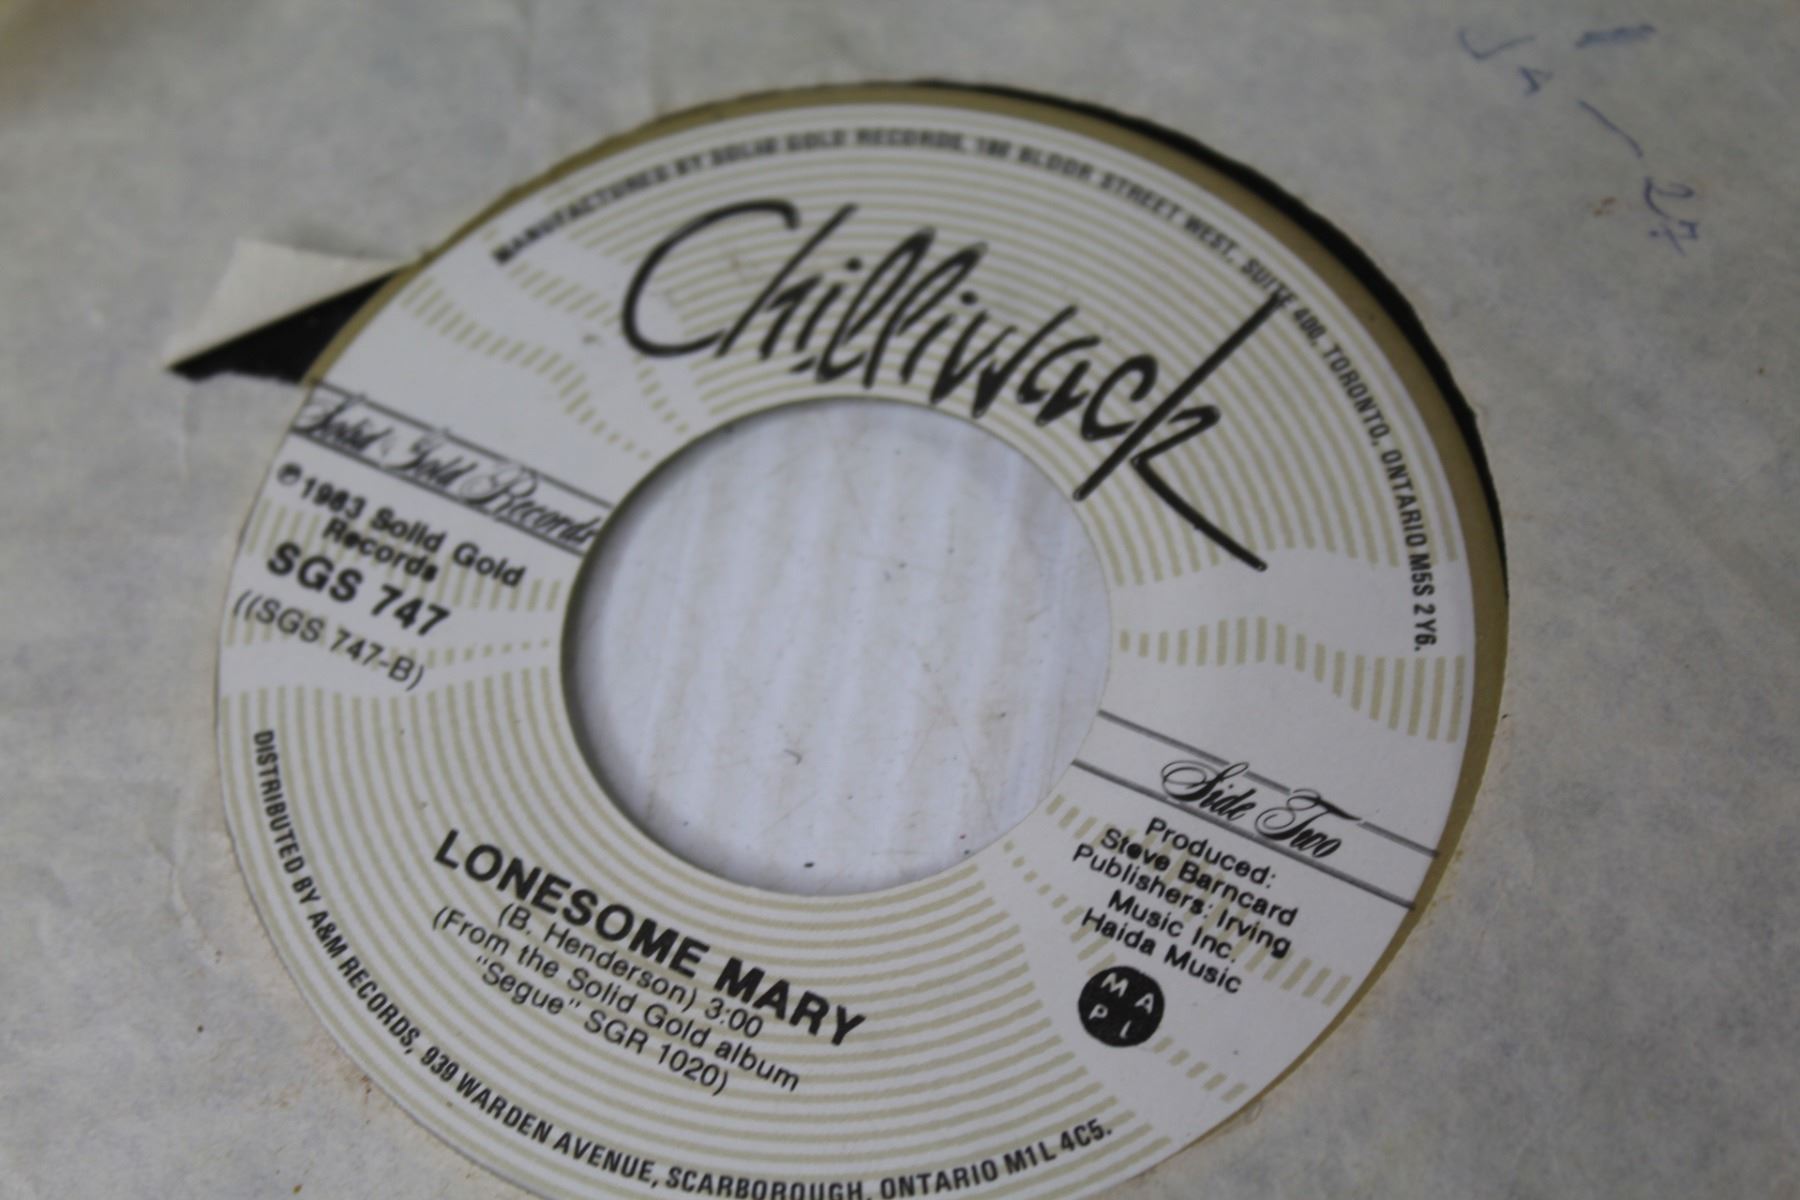 MANUFACTURED BY SOLID GOLD RECORDS, 180 BLOOR STREET WEST, SUITE 400, TORONTO, ONTARIO M5S 2Y6.
Chilliwack
Solid Gold Records
℗1983 Solid Gold
Records
SGS 747
((SGS 747-B)
Side Two
Produced:
Steve Barncard
Publishers: Irving
Music Inc.
Haida Music
MA
PL
LONESOME MARY
(B. Henderson) 3:00
(From the Solid Gold album
"Segue" SGR 1020)
DISTRIBUTED BY A&M RECORDS, 939 WARDEN AVENUE, SCARBOROUGH, ONTARIO M1L 4C5.
27